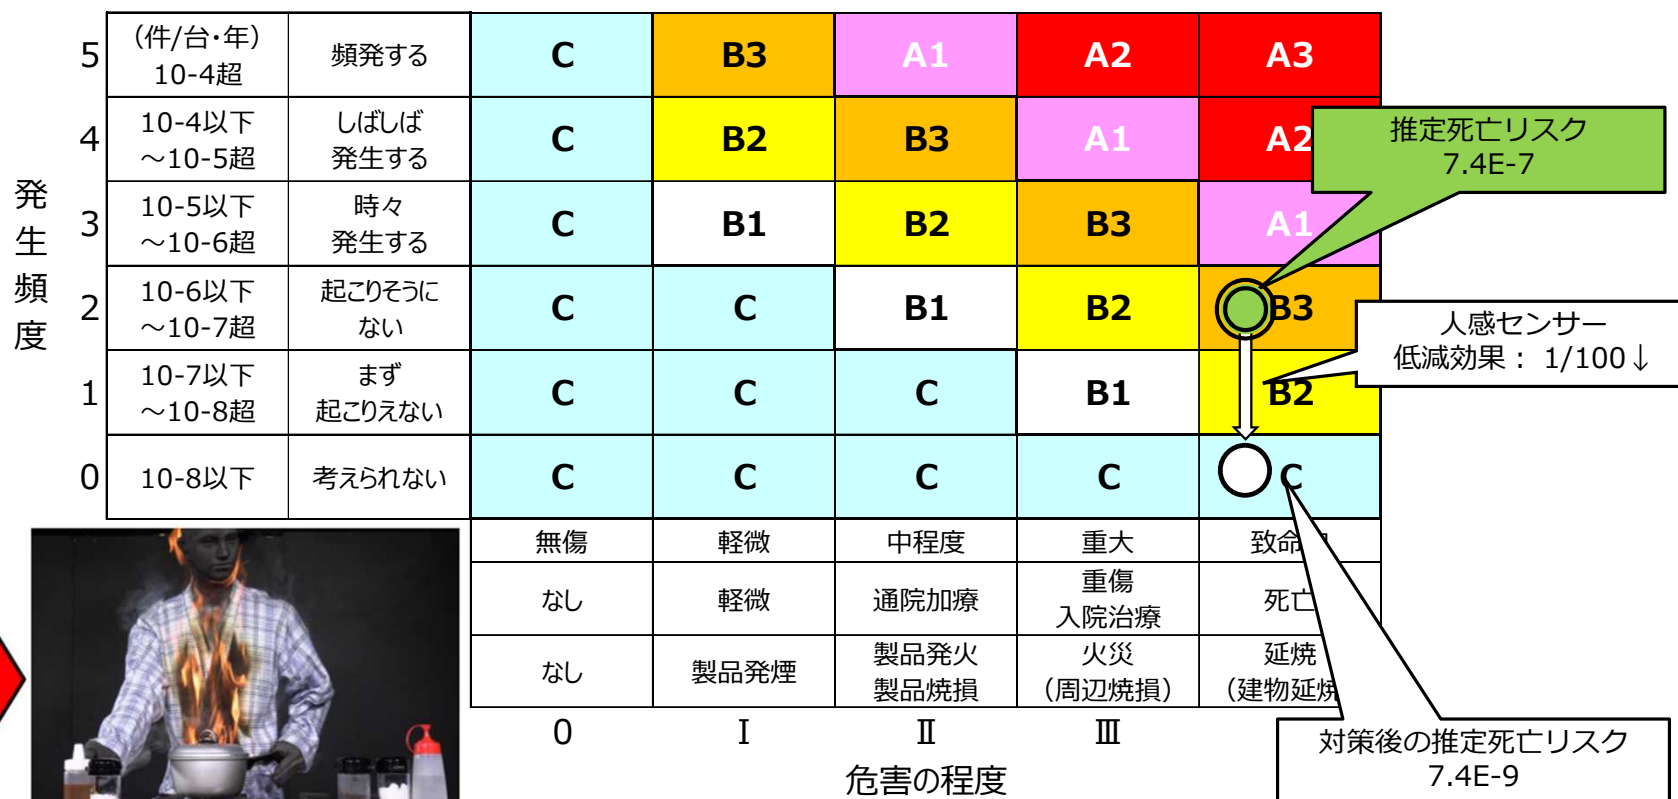 5
(件/台・年)
10-4超
頻発する
C
B3
A1
A2
A3
4
10-4以下
～10-5超
しばしば
発生する
C
B2
B3
A1
A2
推定死亡リスク
7.4E-7
発生頻度
3
10-5以下
～10-6超
時々
発生する
C
B1
B2
B3
A1
2
10-6以下
～10-7超
起こりそうに
ない
C
C
B1
B2
B3
人感センサー
低減効果： 1/100↓
1
10-7以下
～10-8超
まず
起こりえない
C
C
C
B1
B2
0
10-8以下
考えられない
C
C
C
C
C
無傷
軽微
中程度
重大
致命
なし
軽微
通院加療
重傷
入院治療
死亡
なし
製品発煙
製品発火
製品焼損
火災
（周辺焼損）
延焼
（建物延焼
0
Ⅰ
Ⅱ
Ⅲ
危害の程度
対策後の推定死亡リスク
7.4E-9